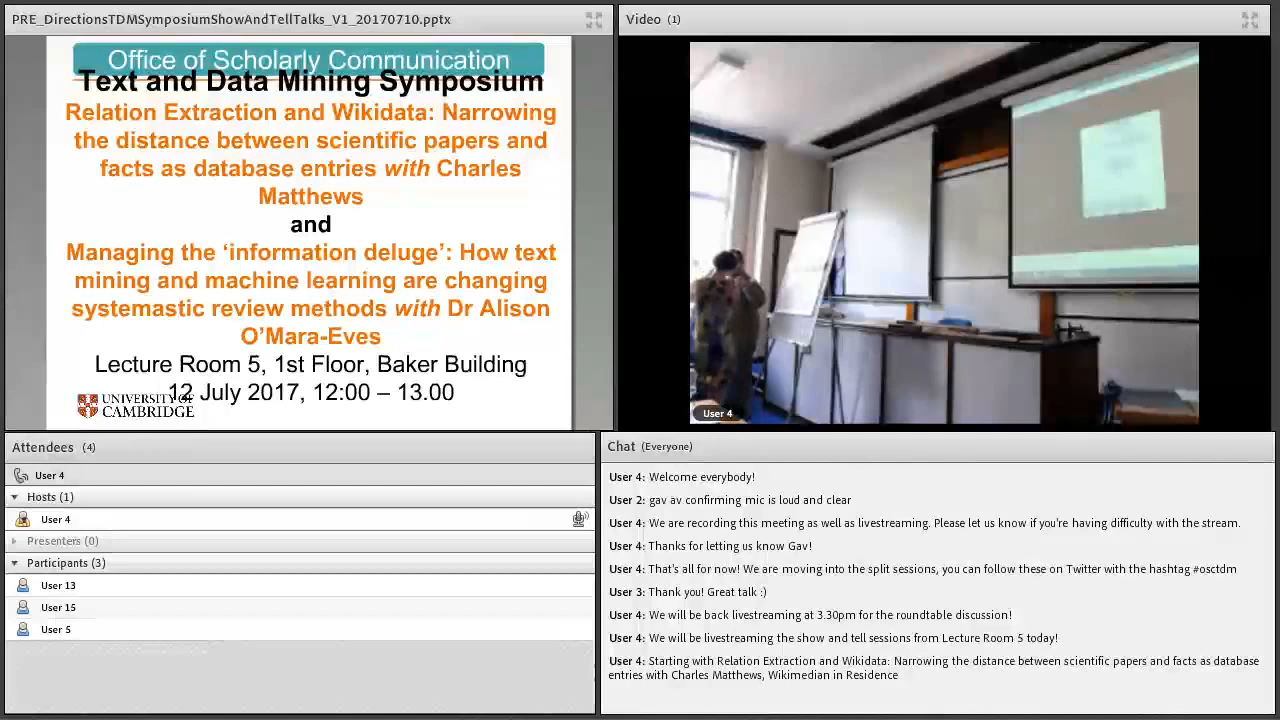 PRE_DirectionsTDMSymposiumShowAndTellTalks_V1_20170710.pptx
Office of Scholarly Communication
Text and Data Mining Symposium
Relation Extraction and Wikidata: Narrowing
the distance between scientific papers and
facts as database entries with Charles
Matthews
and
Managing the ‘information deluge’: How text
mining and machine learning are changing
systemastic review methods with Dr Alison
O’Mara-Eves
Lecture Room 5, 1st Floor, Baker Building
12 July 2017, 12:00 – 13.00
UNIVERSITY OF
CAMBRIDGE
Video (1)
User 4
Attendees (4)
User 4
Hosts (1)
User 4
Presenters (0)
Participants (3)
User 13
User 15
User 5
Chat (Everyone)
User 4: Welcome everybody!
User 2: gav av confirming mic is loud and clear
User 4: We are recording this meeting as well as livestreaming. Please let us know if you're having difficulty with the stream.
User 4: Thanks for letting us know Gav!
User 4: That's all for now! We are moving into the split sessions, you can follow these on Twitter with the hashtag #osctdm
User 3: Thank you! Great talk :)
User 4: We will be back livestreaming at 3.30pm for the roundtable discussion!
User 4: We will be livestreaming the show and tell sessions from Lecture Room 5 today!
User 4: Starting with Relation Extraction and Wikidata: Narrowing the distance between scientific papers and facts as database
entries with Charles Matthews, Wikimedian in Residence